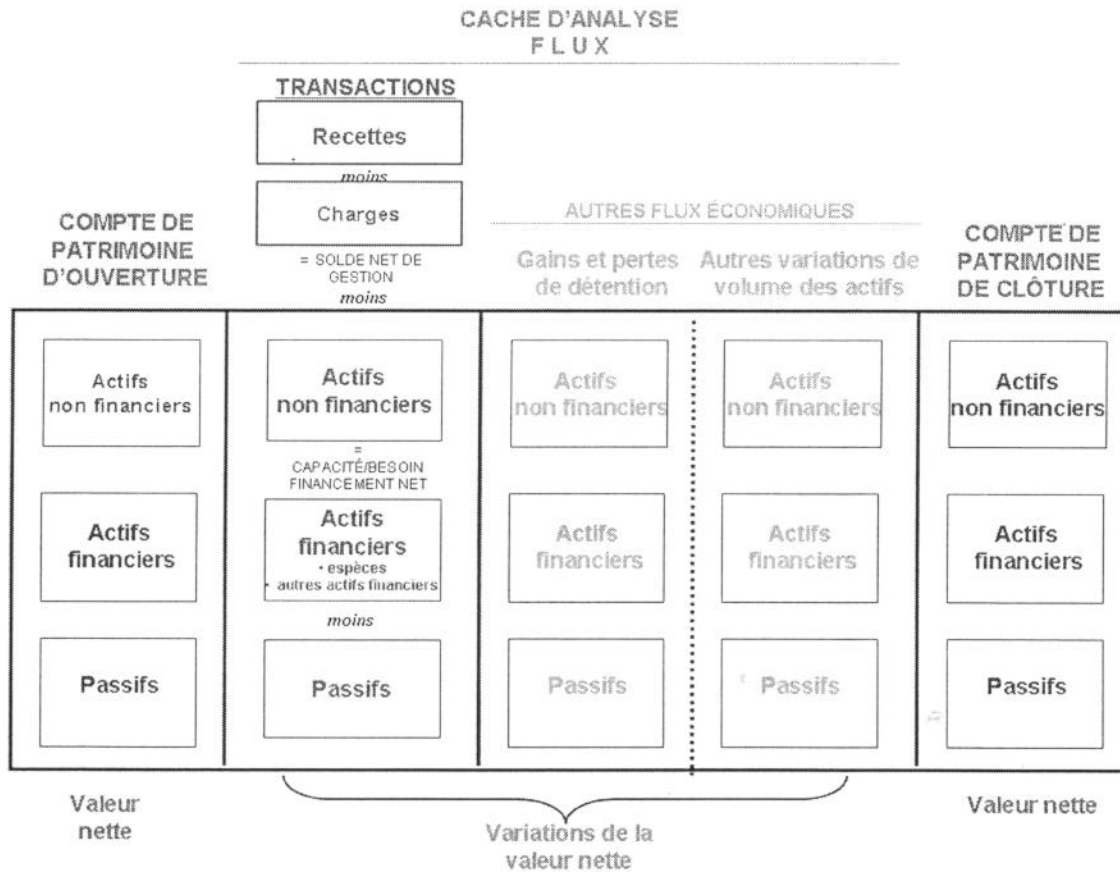 CACHE D'ANALYSE
F L U X
TRANSACTIONS
Recettes
moins
Charges
= SOLDE NET DE
GESTION
moins
COMPTE DE
PATRIMOINE
D'OUVERTURE
AUTRES FLUX ÉCONOMIQUES
Gains et pertes
de détention
Autres variations de
volume des actifs
COMPTE DE
PATRIMOINE
DE CLÔTURE
Actifs
non financiers
Actifs
non financiers
Actifs
non financiers
Actifs
non financiers
Actifs
non financiers
=
CAPACITÉ/BESOIN
FINANCEMENT NET
Actifs
financiers
Actifs
financiers
• espèces
• autres actifs financiers
Actifs
financiers
Actifs
financiers
Actifs
financiers
moins
Passifs
Passifs
Passifs
Passifs
Passifs
Valeur
nette
Variations de la
valeur nette
Valeur nette